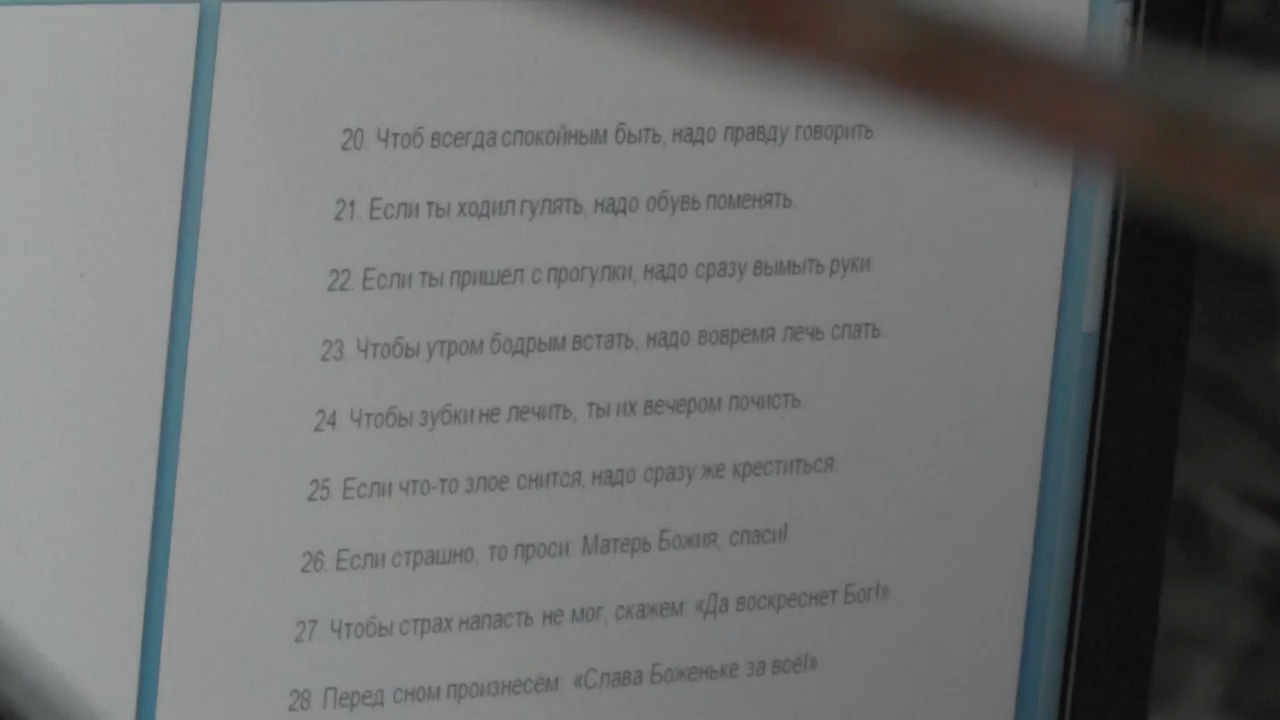 20. Чтоб всегда спокойным быть, надо правду говорить
21. Если ты ходил гулять, надо обувь поменять.
22. Если ты пришел с прогулки, надо сразу вымыть руки.
23. Чтобы утром бодрым встать, надо вовремя лечь спать.
24. Чтобы зубки не лечить, ты их вечером почисть.
25. Если что-то злое снится, надо сразу же креститься.
26. Если страшно, то проси: Матерь Божия, спаси!
27. Чтобы страх напасть не мог, скажем: «Да воскреснет Бог!»
28. Перед сном произнесём: «Слава Боженьке за всё!»